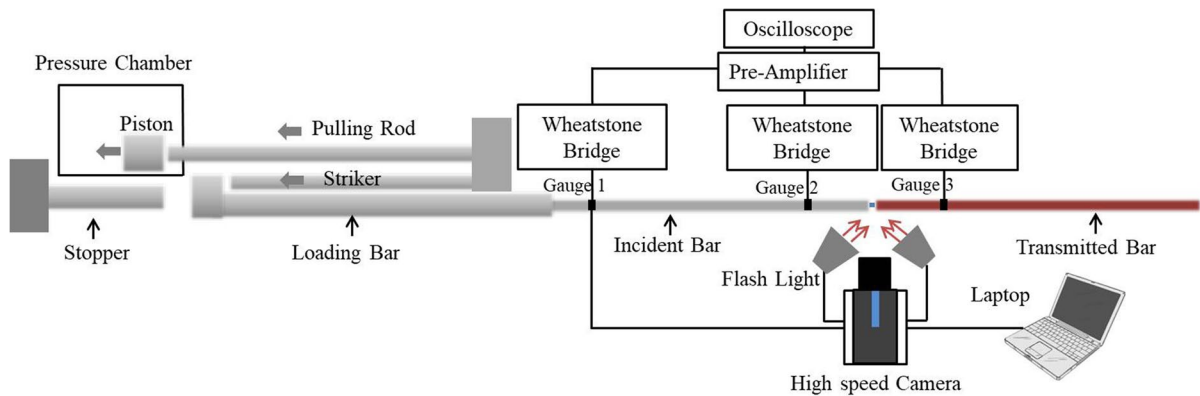 Oscilloscope
Pressure Chamber
Pre-Amplifier
Piston
Pulling Rod
Wheatstone
Bridge
Wheatstone
Bridge
Wheatstone
Bridge
Striker
Gauge 1
Gauge 2
Gauge 3
Stopper
Loading Bar
Incident Bar
Transmitted Bar
Flash Light
Laptop
High speed Camera